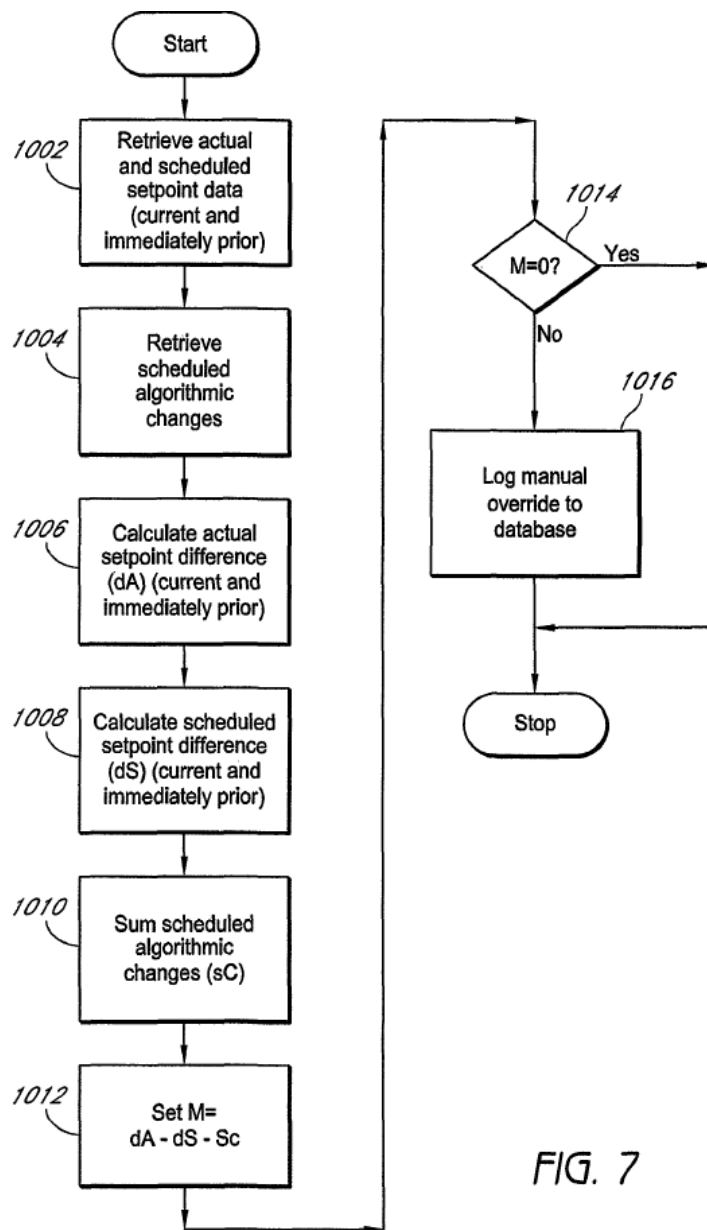 Start
1002
Retrieve actual
and scheduled
setpoint data
(current and
immediately prior)
1004
Retrieve
scheduled
algorithmic
changes
1006
Calculate actual
setpoint difference
(dA) (current and
immediately prior)
1008
Calculate scheduled
setpoint difference
(dS) (current and
immediately prior)
1010
Sum scheduled
algorithmic
changes (sC)
1012
Set M=
dA - dS - Sc
1014
M=0?
Yes
No
1016
Log manual
override to
database
Stop
FIG. 7